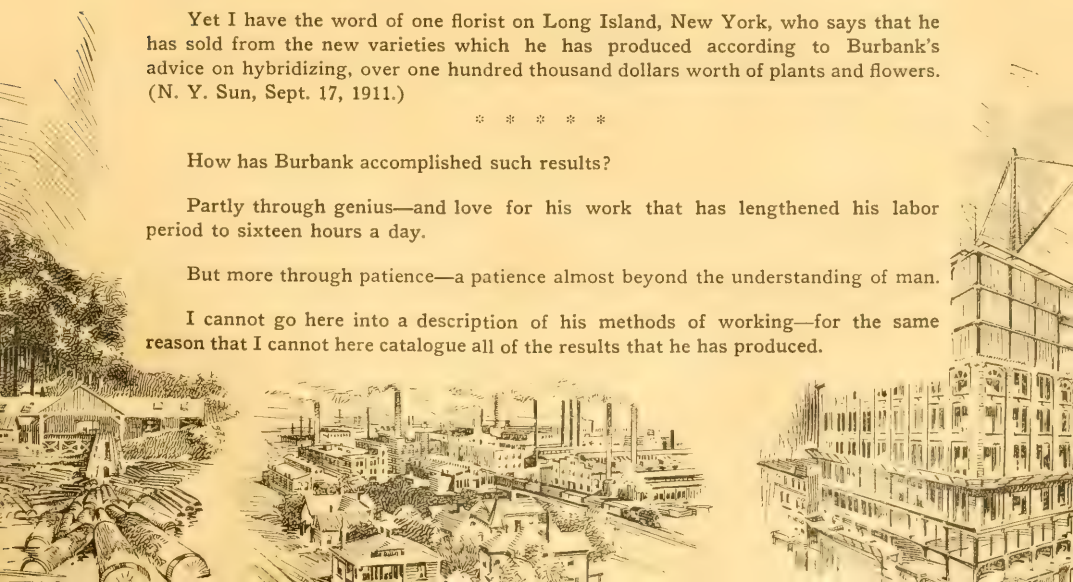 Yet I have the word of one florist on Long Island, New York, who says that he
has sold from the new varieties which he has produced according to Burbank's
advice on hybridizing, over one hundred thousand dollars worth of plants and flowers.
(N. Y. Sun, Sept. 17, 1911.)
* * * * *
How has Burbank accomplished such results?
Partly through genius—and love for his work that has lengthened his labor
period to sixteen hours a day.
But more through patience—a patience almost beyond the understanding of man.
I cannot go here into a description of his methods of working—for the same
reason that I cannot here catalogue all of the results that he has produced.